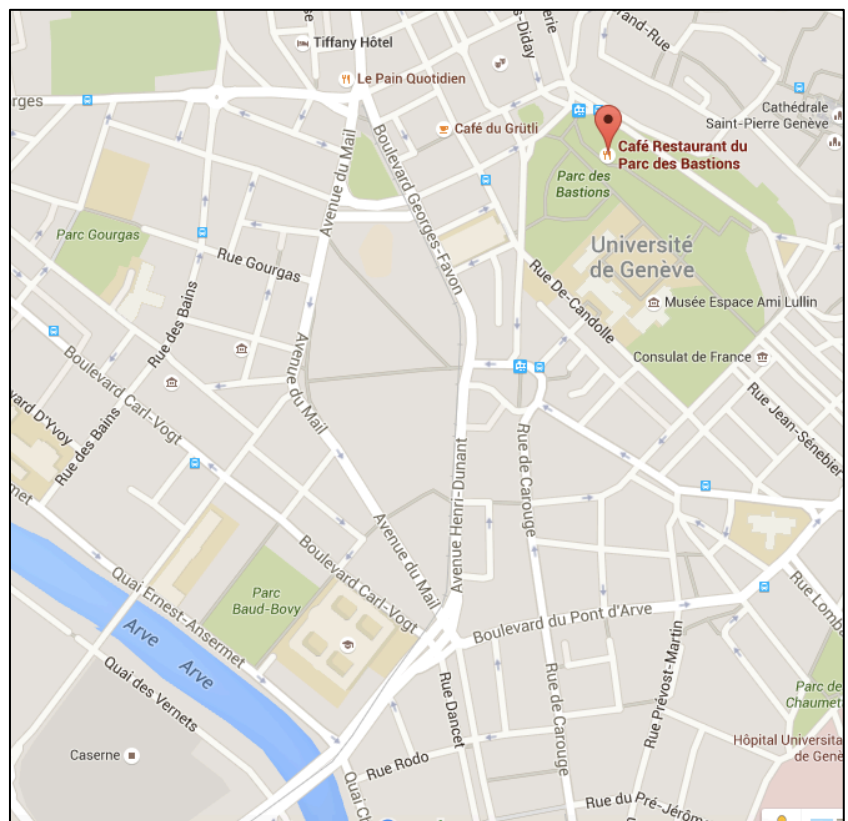 Grand-Rue
Tiffany Hôtel
Le Pain Quotidien
Cathédrale
Saint-Pierre Genève
Café du Grütli
Café Restaurant du
Parc des Bastions
Parc des
Bastions
Avenue du Mail
Boulevard Georges-Favon
Parc Gourgas
Rue Gourgas
Université
de Genève
Rue De-Candolle
Musée Espace Ami Lullin
Rue des Bains
Consulat de France
Avenue du Mail
Boulevard Carl-Vogt
Rue Jean-Sénebier
Rue des Bains
Avenue Henri-Dunant
Rue de Carouge
Avenue du Mail
Boulevard Carl-Vogt
Quai Ernest-Ansermet
Parc
Baud-Bovy
Boulevard du Pont d'Arve
Arve
Arve
Quai des Vernets
Rue Prévost-Martin
Rue Dancet
Rue de Carouge
Caserne
Rue Rodo
Hôpital Universita
de Genè
Parc de
Chaumet
Rue Lomba
Rue du Pré-Jérôm